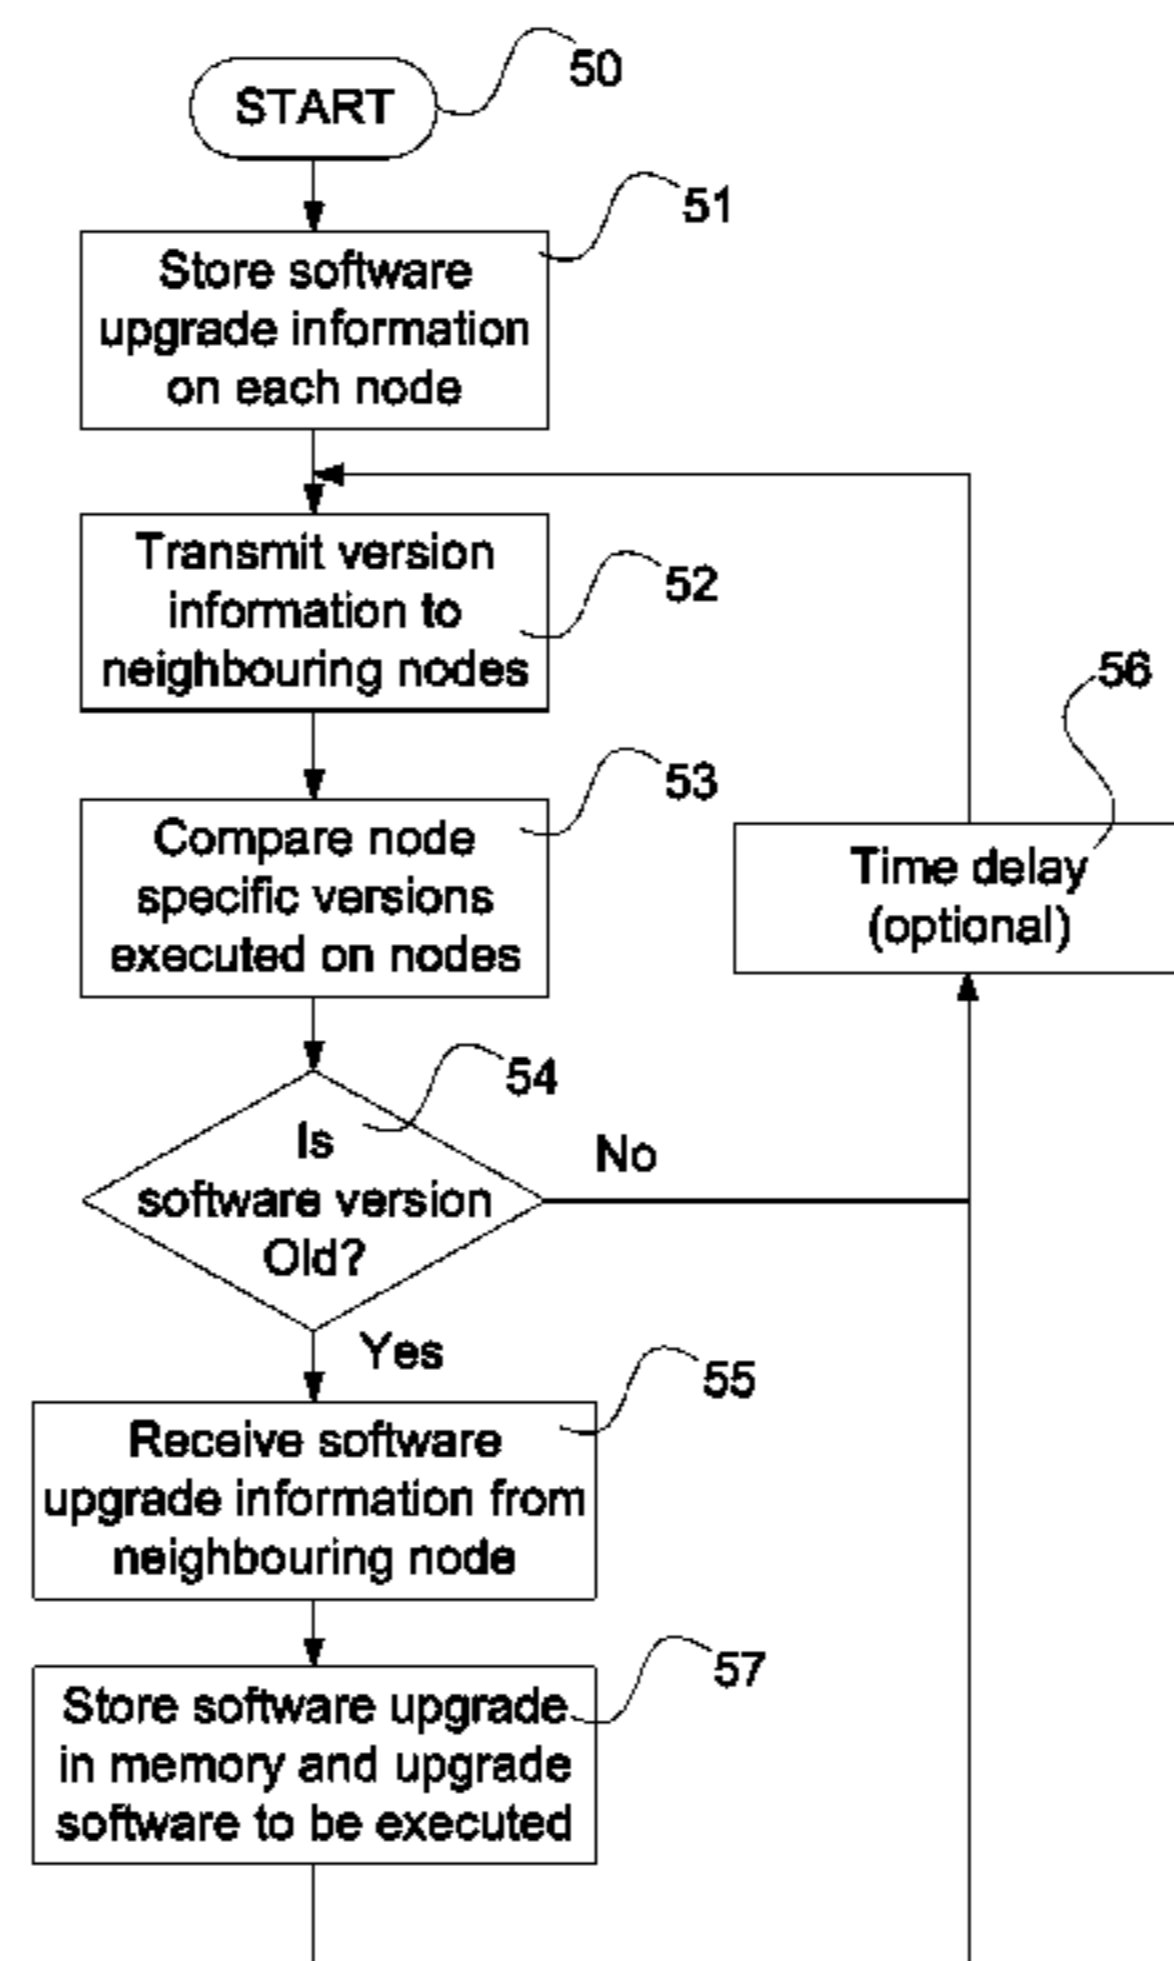 50
START
51
Store software
upgrade information
on each node
Transmit version
information to
neighbouring nodes
52
56
53
Compare node
specific versions
executed on nodes
Time delay
(optional)
54
Is
software version
Old?
No
Yes
55
Receive software
upgrade information from
neighbouring node
57
Store software upgrade
in memory and upgrade
software to be executed